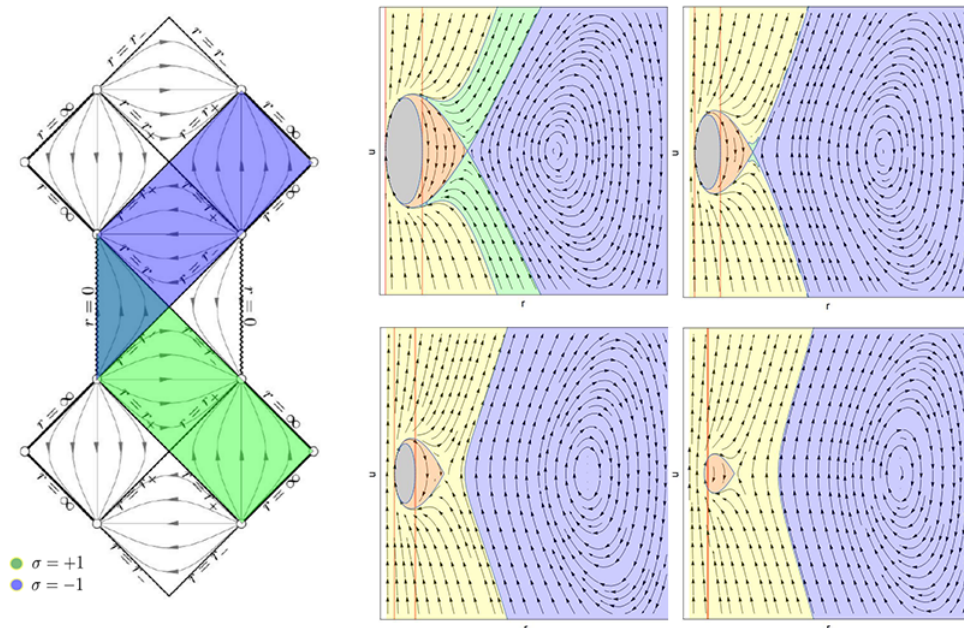 r = r₋
r = r₋
r = ∞
r = r₊
r = r₊
r = ∞
r = ∞
r = r₊
r = r₊
r = ∞
r = r₋
r = r₋
r = 0
r = 0
r = r₋
r = r₋
r = ∞
r = r₊
r = r₊
r = ∞
r = ∞
r = ∞
r = r₋
r = r₋
σ = +1
σ = −1
u
r
u
r
u
u